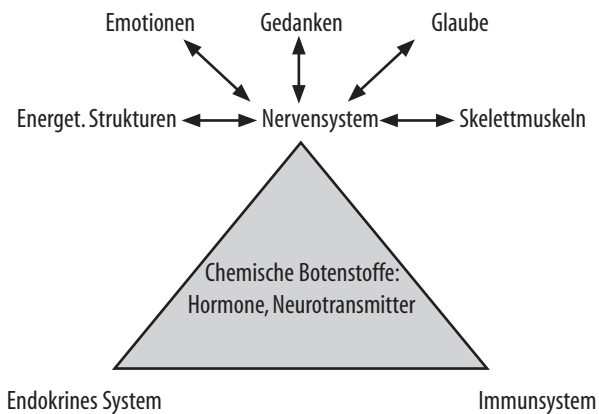 Emotionen Gedanken Glaube
Energet. Strukturen Nervensystem Skelettmuskeln
Chemische Botenstoffe:
Hormone, Neurotransmitter
Endokrines System Immunsystem